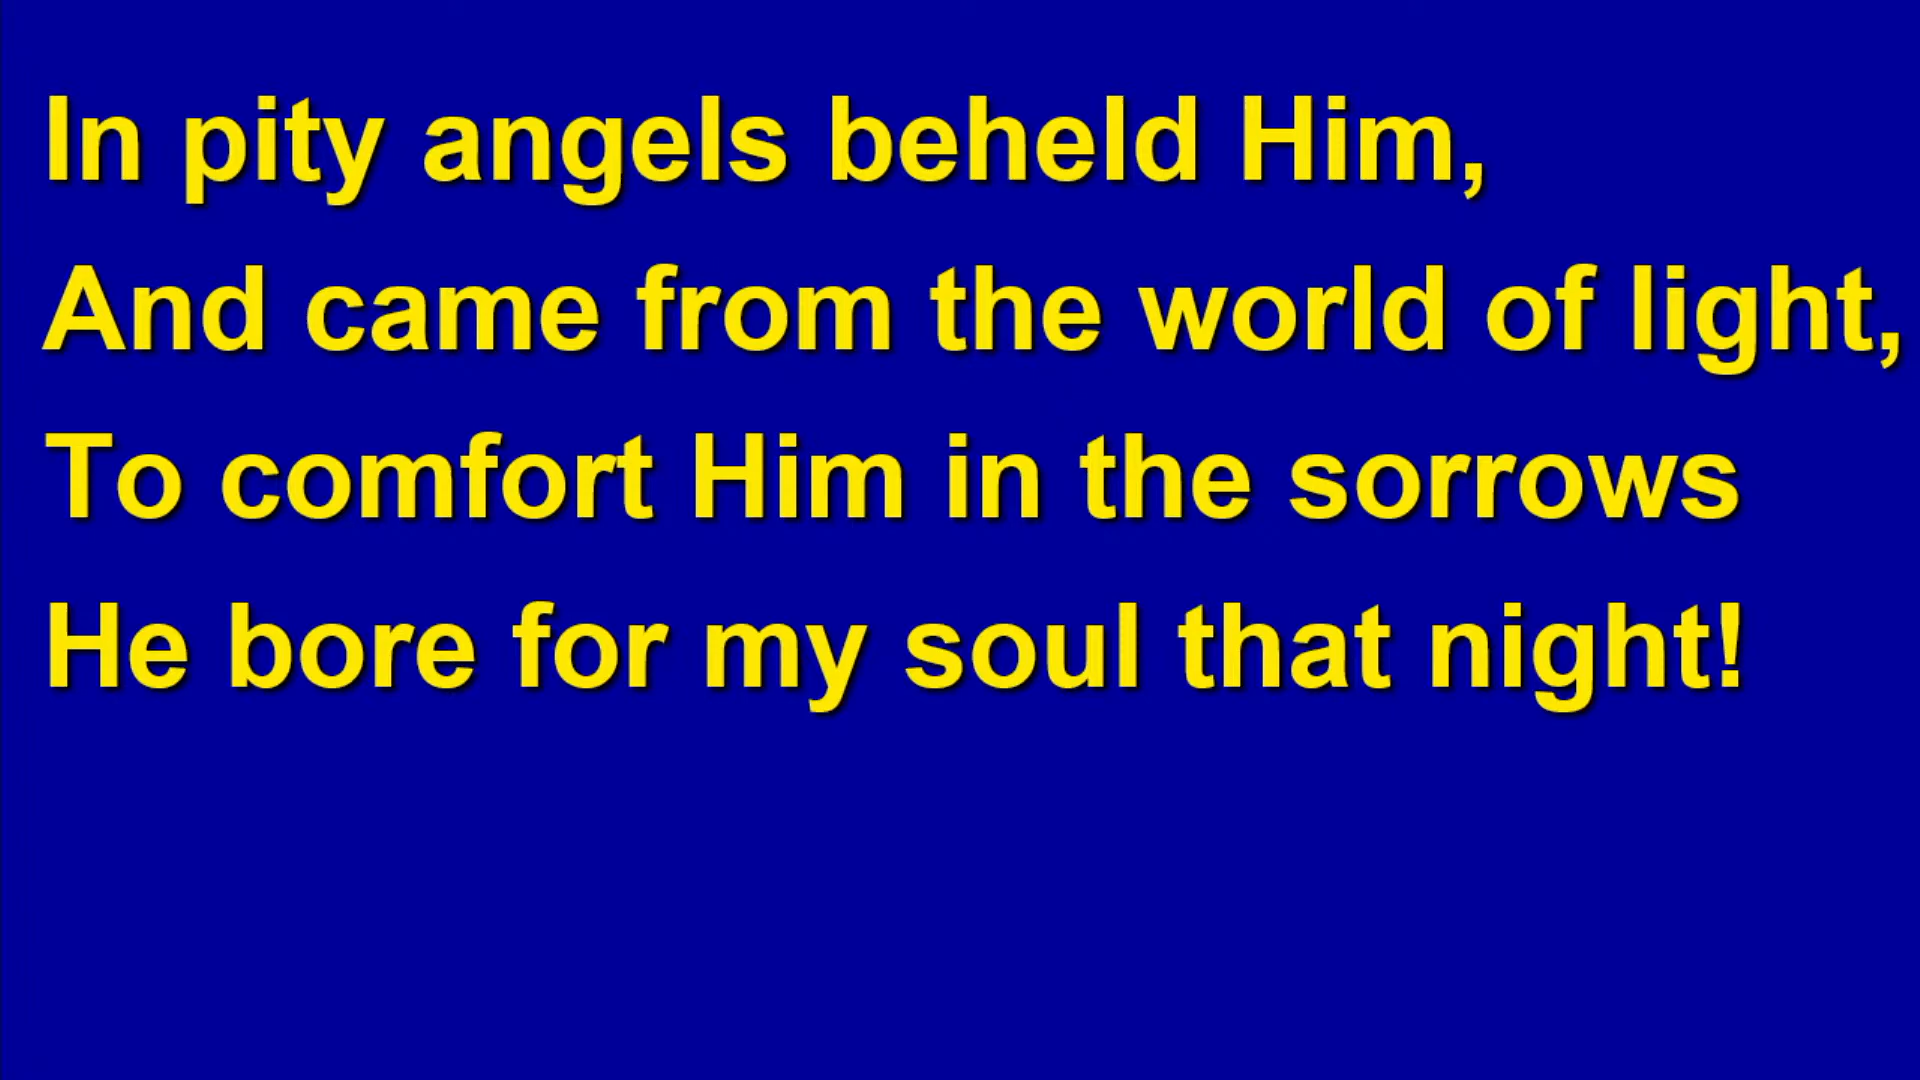 In pity angels beheld Him,
And came from the world of light,
To comfort Him in the sorrows
He bore for my soul that night!